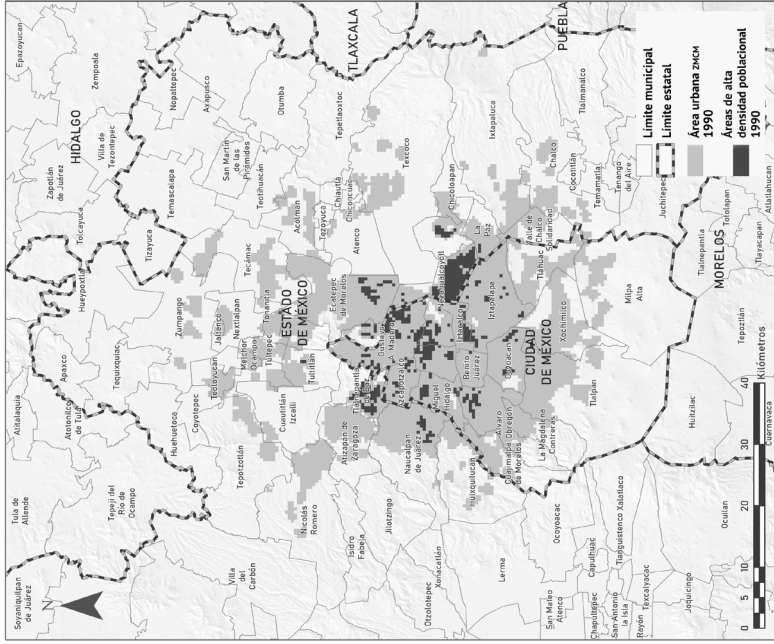 Epazoyucan
Zempoala
HIDALGO
Zapotlán
de Juárez
Villa de
Tezontepec
Tolcayuca
Tizayuca
Temascalapa
Nopaltepec
Axapusco
Otumba
San Martín
de las
Pirámides
Teotihuacán
TLAXCALA
PUEBLA
Tepetlaoxtoc
Chiautla
Chiconcuac
Texcoco
Acolman
Tezoyuca
Atenco
Tecámac
Hueypoxtla
Zumpango
Jaltenco
Nextlalpan
Tonanitla
Melchor
Ocampo
Tultepec
Teoloyucan
Tultitlán
Cuautitlán
Izcalli
Coyotepec
Huehuetoca
Tequixquiac
Apaxco
Atitalaquia
Atotonilco
de Tula
Tula de
Allende
Tepeji del
Río de
Ocampo
Soyaniquilpan
de Juárez
N
Villa
del
Carbón
Tepotzotlán
Nicolás
Romero
ESTADO
DE MÉXICO
Ecatepec
de Morelos
Tlalnepantla
de Baz
Atizapán de
Zaragoza
Isidro
Fabela
Jilotzingo
Naucalpan
de Juárez
Azcapotzalco
Gustavo A.
Madero
Miguel
Hidalgo
Benito
Juárez
Iztacalco
Iztapalapa
Nezahualcóyotl
Chicoloapan
La
Paz
Ixtapaluca
Chalco
Valle de
Chalco
Solidaridad
Tláhuac
Cocotitlán
Temamatla
Tlalmanalco
Tenango
del Aire
Juchitepec
CIUDAD
DE MÉXICO
Coyoacán
Xochimilco
Milpa
Alta
Tlalpan
Álvaro
Obregón
La Magdalena
Contreras
Cuajimalpa
de Morelos
Huixquilucan
Xonacatlán
Otzolotepec
Lerma
Ocoyoacac
San Mateo
Atenco
Capulhuac
Tianguistenco
Xalatlaco
Chapultepec
San Antonio
la Isla
Rayón
Texcalyacac
Joquicingo
Ocuilan
Huitzilac
Cuernavaca
Tepoztlán
MORELOS
Tlalnepantla
Totolapan
Tlayacapan
Atlatlahucan
Límite municipal
Límite estatal
Área urbana ZMCM
1990
Áreas de alta
densidad poblacional
1990
0 5 10 20 30 40
Kilómetros